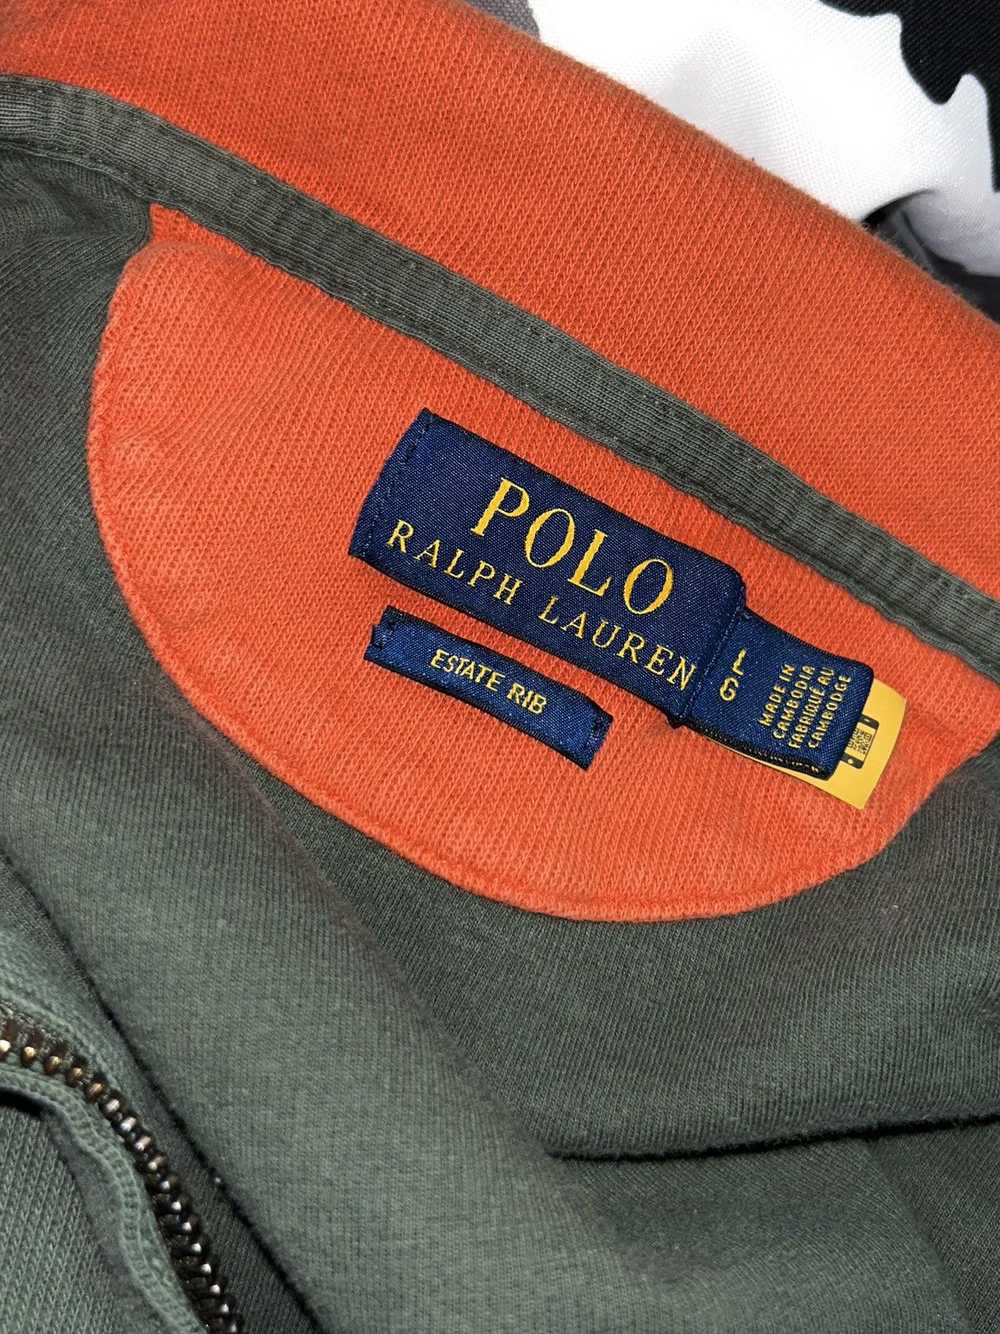 POLO
RALPH LAUREN
ESTATE RIB
L
G
MADE IN
CAMBODIA
FABRIQUÉ AU
CAMBODGE